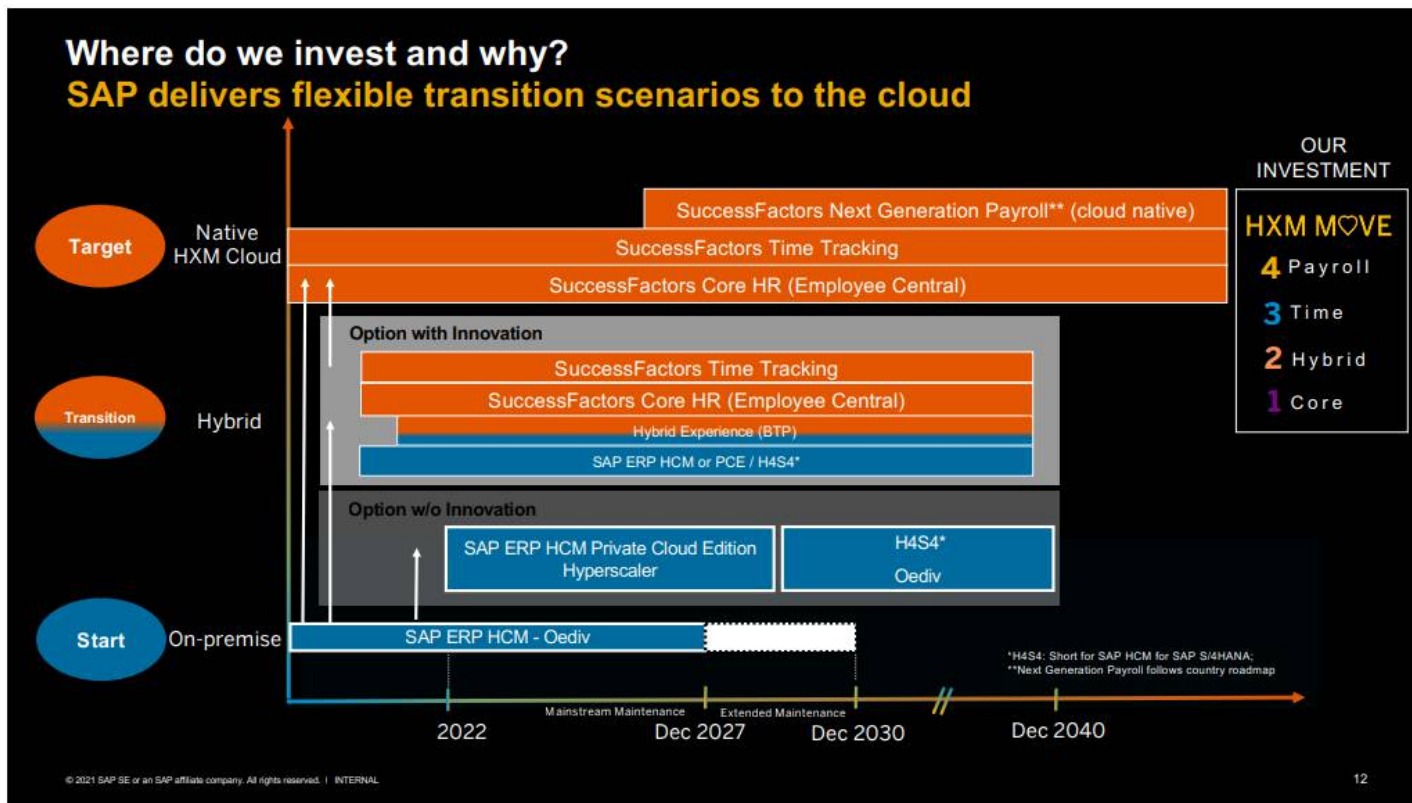 Where do we invest and why?
SAP delivers flexible transition scenarios to the cloud
OUR
INVESTMENT
HXM MOVE
4 Payroll
3 Time
2 Hybrid
1 Core
Target
Native
HXM Cloud
SuccessFactors Next Generation Payroll** (cloud native)
SuccessFactors Time Tracking
SuccessFactors Core HR (Employee Central)
Transition
Hybrid
Option with Innovation
SuccessFactors Time Tracking
SuccessFactors Core HR (Employee Central)
Hybrid Experience (BTP)
SAP ERP HCM or PCE / H4S4*
Option w/o Innovation
SAP ERP HCM Private Cloud Edition
Hyperscaler
H4S4*
Oediv
Start
On-premise
SAP ERP HCM - Oediv
*H4S4: Short for SAP HCM for SAP S/4HANA;
**Next Generation Payroll follows country roadmap
Mainstream Maintenance
Extended Maintenance
2022
Dec 2027
Dec 2030
Dec 2040
© 2021 SAP SE or an SAP affiliate company. All rights reserved. I INTERNAL
12